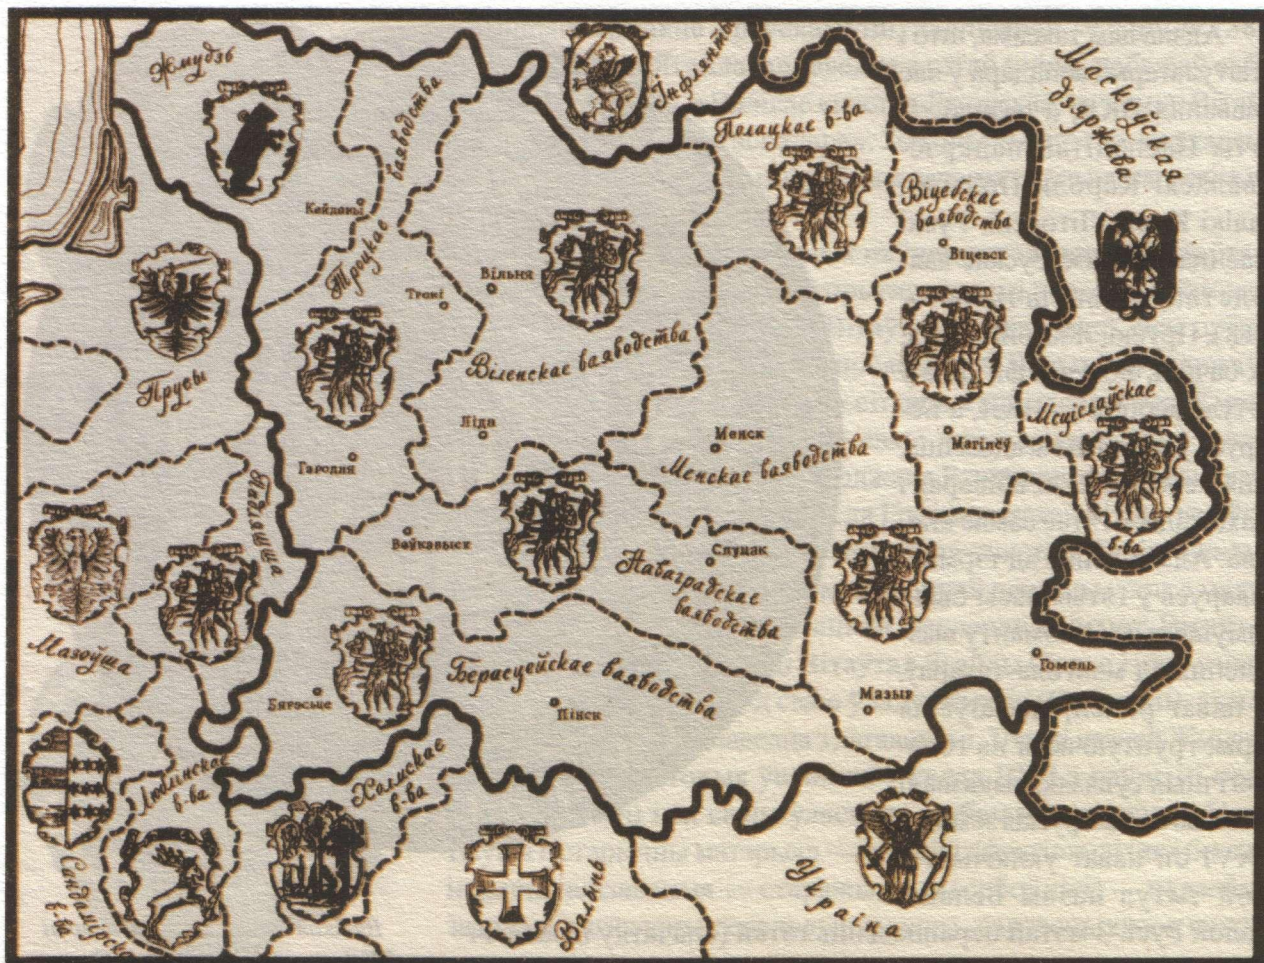 Жмудзь
Троцкае
ваяводства
Інфлянты
Полацкае в-ва
Маскоўская
дзяржава
Віцебскае
ваяводства
Віцебск
Кейданы
Трокі
Вільня
Віленскае ваяводства
Прусы
Ліда
Гародня
Менск
Менскае ваяводства
Магілёў
Мсціслаўскае
в-ва
Падляшша
Ваўкавыск
Слуцак
Наваградскае
ваяводства
Мазоўша
Берасцейскае ваяводства
Бярэсьце
Пінск
Мазыр
Гомель
Люблінскае
в-ва
Холмскае
в-ва
Сандамірскае
в-ва
Валынь
Украіна